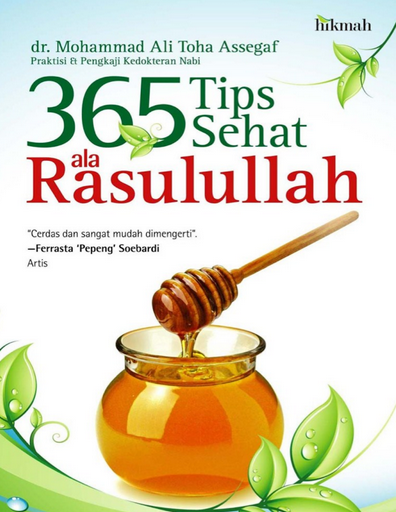 hikmah
dr. Mohammad Ali Toha Assegaf
Praktisi & Pengkaji Kedokteran Nabi
365 Tips
Sehat
ala
Rasulullah
"Cerdas dan sangat mudah dimengerti".
—Ferrasta 'Pepeng' Soebardi
Artis